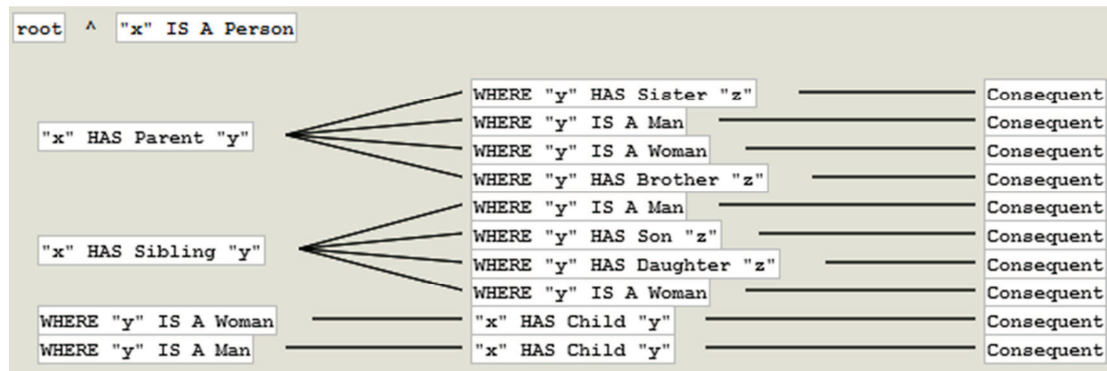 root ^ "x" IS A Person
WHERE "y" HAS Sister "z" Consequent
WHERE "y" IS A Man Consequent
"x" HAS Parent "y"
WHERE "y" IS A Woman Consequent
WHERE "y" HAS Brother "z" Consequent
WHERE "y" IS A Man Consequent
WHERE "y" HAS Son "z" Consequent
"x" HAS Sibling "y"
WHERE "y" HAS Daughter "z" Consequent
WHERE "y" IS A Woman Consequent
WHERE "y" IS A Woman "x" HAS Child "y" Consequent
WHERE "y" IS A Man "x" HAS Child "y" Consequent